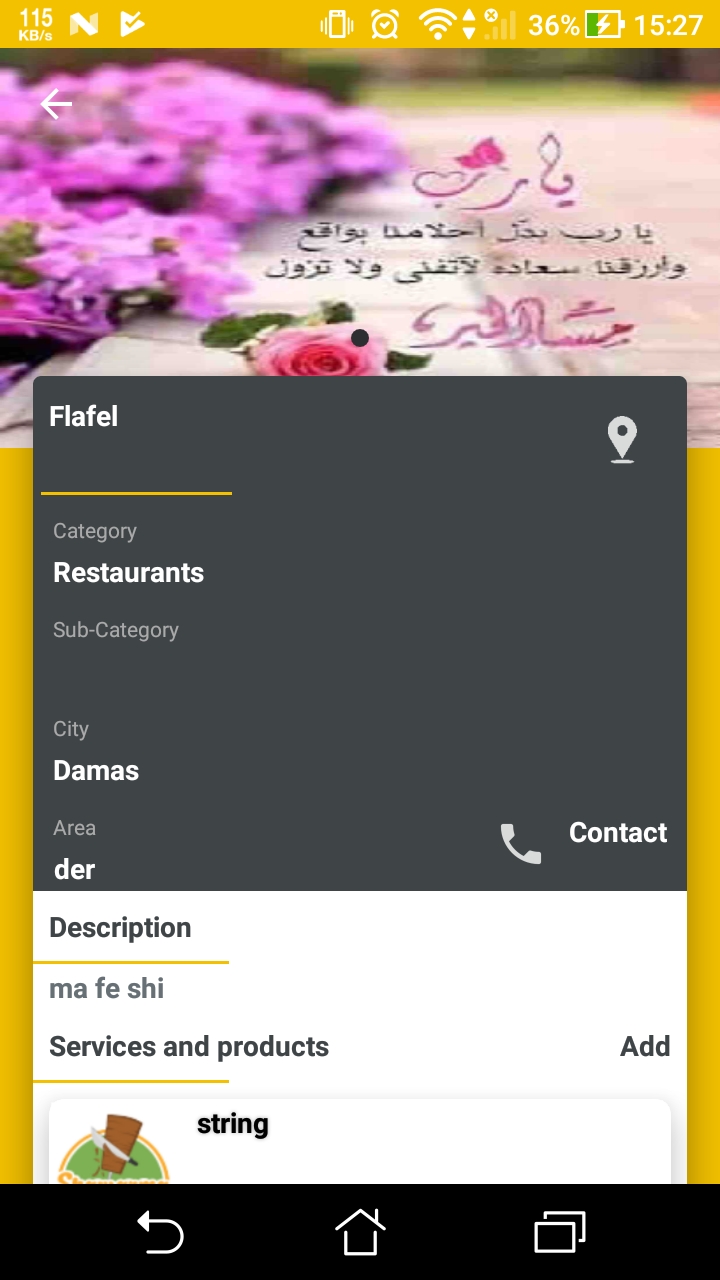 115
KB/s
36%
15:27
يا رب
يا رب بدّل أحلامنا بواقع
وارزقنا سعاده لاتفنى ولا تزول
مساء الخير
Flafel
Category
Restaurants
Sub-Category
City
Damas
Area
der
Contact
Description
ma fe shi
Services and products
Add
string